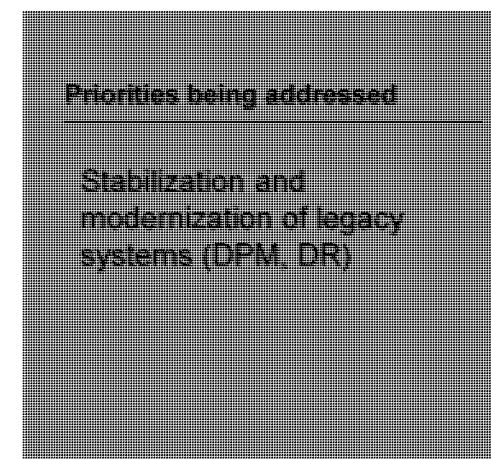 Priorities being addressed
Stabilization and
modernization of legacy
systems (DPM, DR)